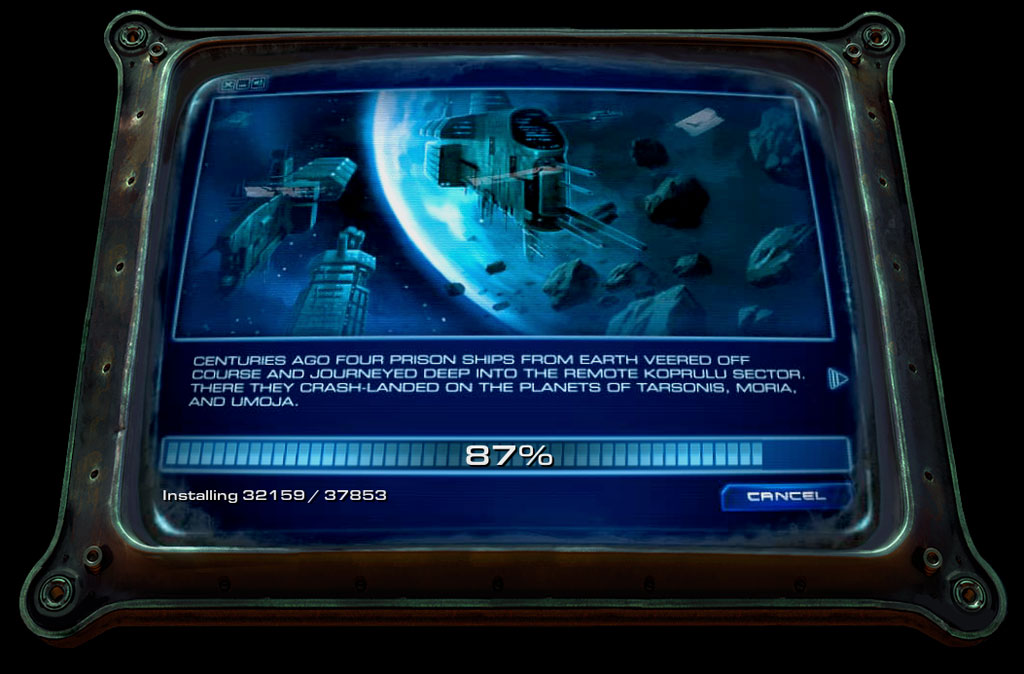 CENTURIES AGO FOUR PRISON SHIPS FROM EARTH VEERED OFF
COURSE AND JOURNEYED DEEP INTO THE REMOTE KOPRULU SECTOR.
THERE THEY CRASH-LANDED ON THE PLANETS OF TARSONIS, MORIA,
AND UMOJA.
87%
Installing 32159 / 37853
CANCEL